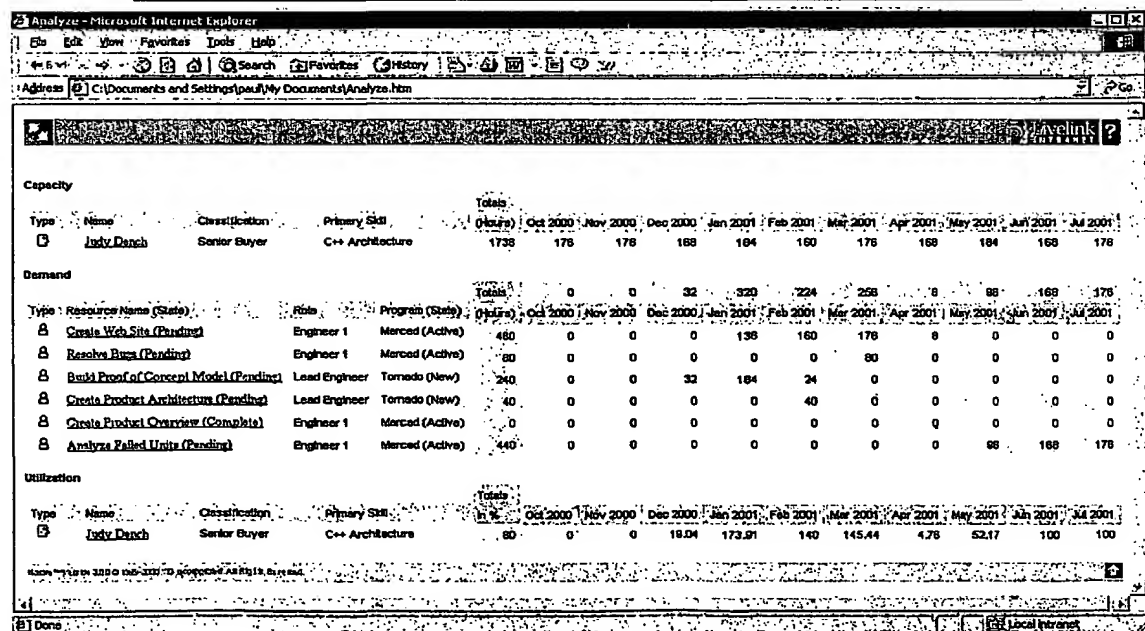 Analyze - Microsoft Internet Explorer
File Edit View Favorites Tools Help
Search Favorites History
Address C:\Documents and Settings\paul\My Documents\Analyze.htm Go
Livelink ?
INTRANET
Capacity
Totals
Type Name Classification Primary Skill (Hours) Oct 2000 Nov 2000 Dec 2000 Jan 2001 Feb 2001 Mar 2001 Apr 2001 May 2001 Jun 2001 Jul 2001
Judy Dench Senior Buyer C++ Architecture 1738 176 176 168 184 160 176 168 184 168 176
Demand
Totals 0 0 32 320 224 256 8 96 168 176
Type Resource Name (State) Role Program (State) (Hours) Oct 2000 Nov 2000 Dec 2000 Jan 2001 Feb 2001 Mar 2001 Apr 2001 May 2001 Jun 2001 Jul 2001
Create Web Site (Pending) Engineer 1 Merced (Active) 480 0 0 0 136 160 176 8 0 0 0
Resolve Bugs (Pending) Engineer 1 Merced (Active) 80 0 0 0 0 0 80 0 0 0 0
Build Proof of Concept Model (Pending) Lead Engineer Tornado (New) 240 0 0 32 184 24 0 0 0 0 0
Create Product Architecture (Pending) Lead Engineer Tornado (New) 40 0 0 0 0 40 0 0 0 0 0
Create Product Overview (Complete) Engineer 1 Merced (Active) 0 0 0 0 0 0 0 0 0 0 0
Analyze Failed Units (Pending) Engineer 1 Merced (Active) 440 0 0 0 0 0 0 0 96 168 176
Utilization
Totals
Type Name Classification Primary Skill In % Oct 2000 Nov 2000 Dec 2000 Jan 2001 Feb 2001 Mar 2001 Apr 2001 May 2001 Jun 2001 Jul 2001
Judy Dench Senior Buyer C++ Architecture 80 0 0 19.04 173.91 140 145.44 4.76 52.17 100 100
Done Local intranet